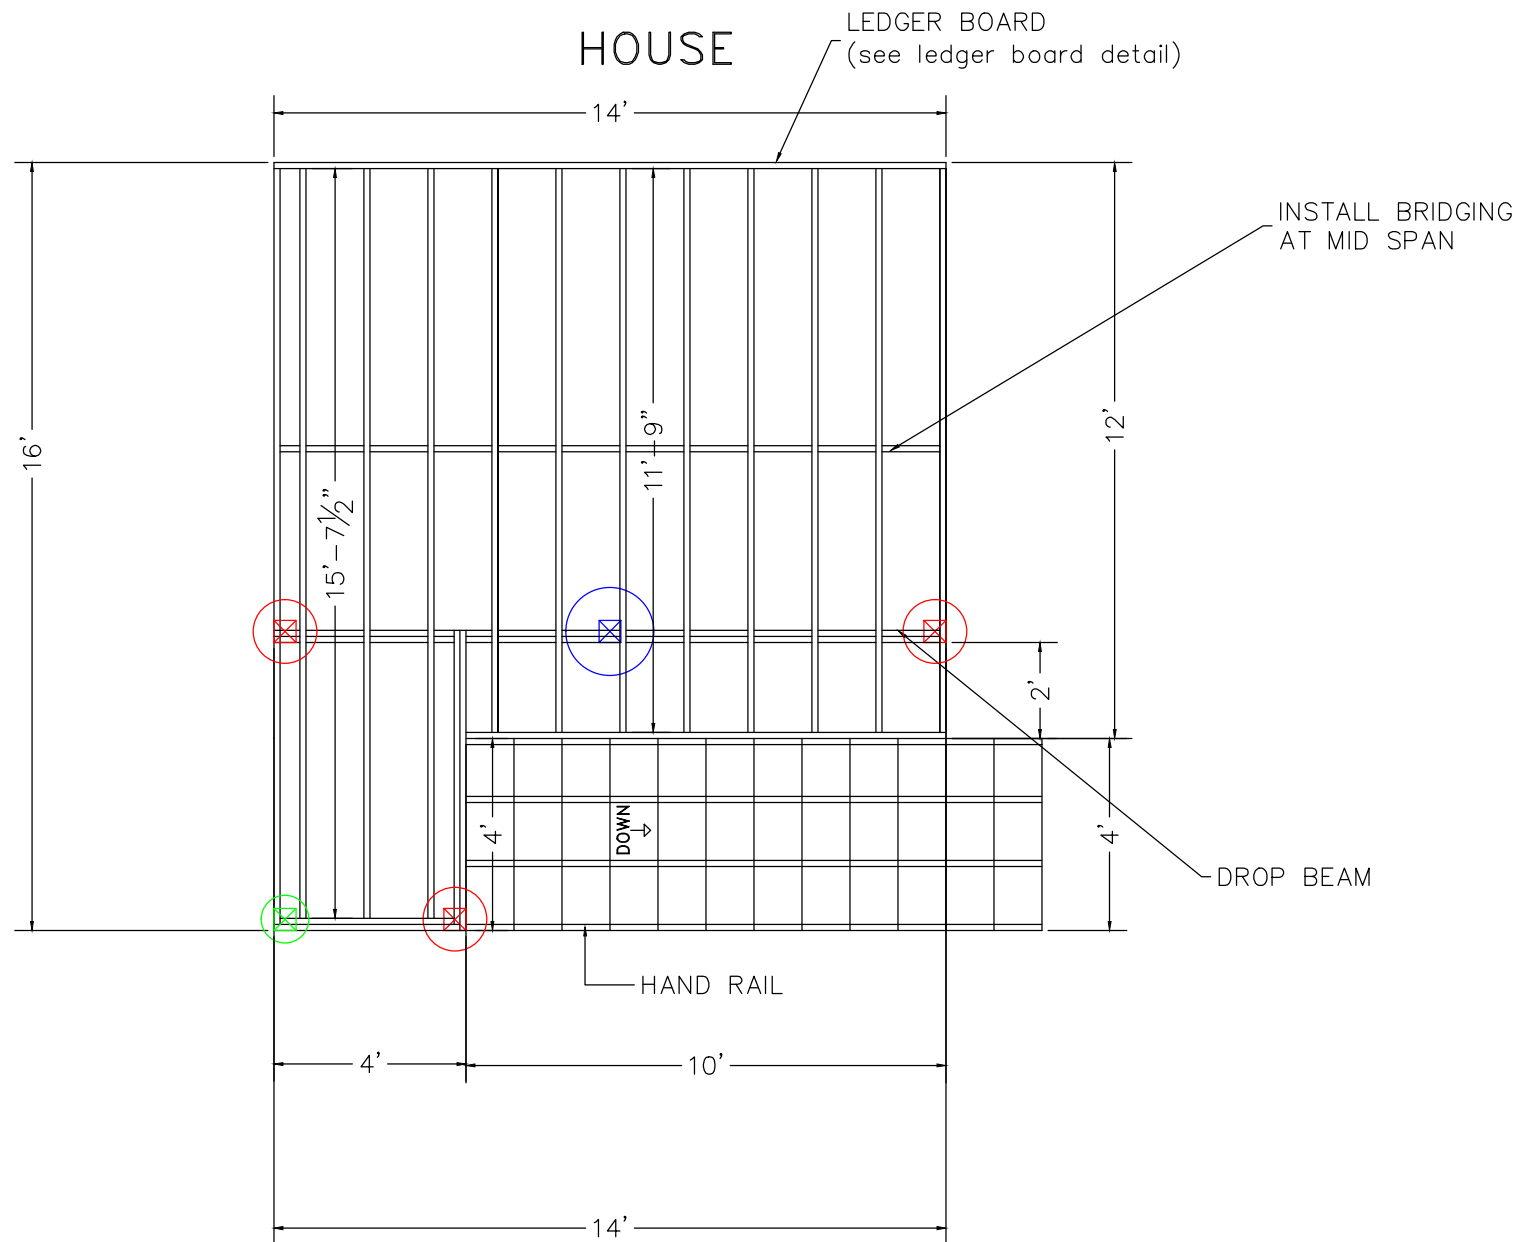 HOUSE
LEDGER BOARD
(see ledger board detail)
14'
INSTALL BRIDGING
AT MID SPAN
16'
15'-7½"
11'-9"
12'
2'
4'
DOWN
4'
DROP BEAM
HAND RAIL
4'
10'
14'